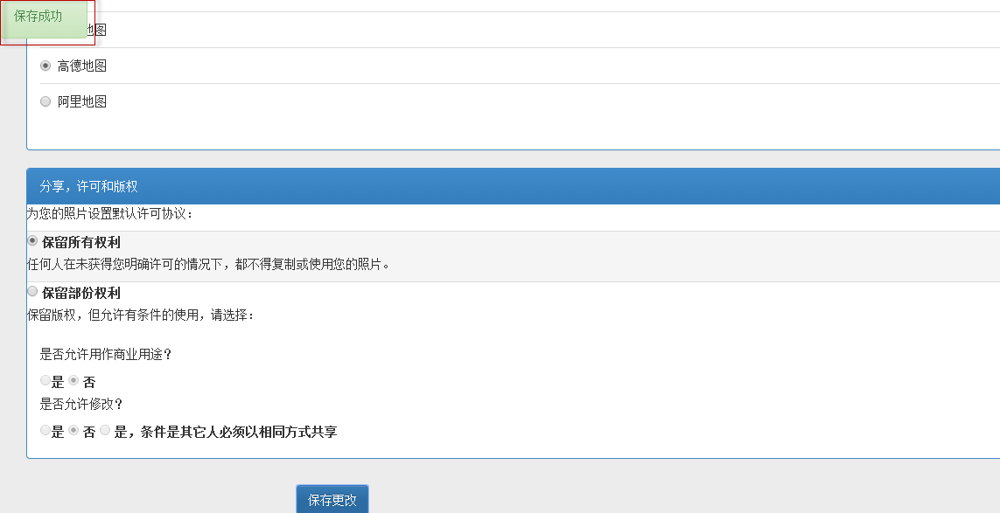 保存成功
地图
高德地图
阿里地图
分享，许可和版权
为您的照片设置默认许可协议：
保留所有权利
任何人在未获得您明确许可的情况下，都不得复制或使用您的照片。
保留部份权利
保留版权，但允许有条件的使用，请选择：
是否允许用作商业用途？
是 否
是否允许修改？
是 否 是，条件是其它人必须以相同方式共享
保存更改